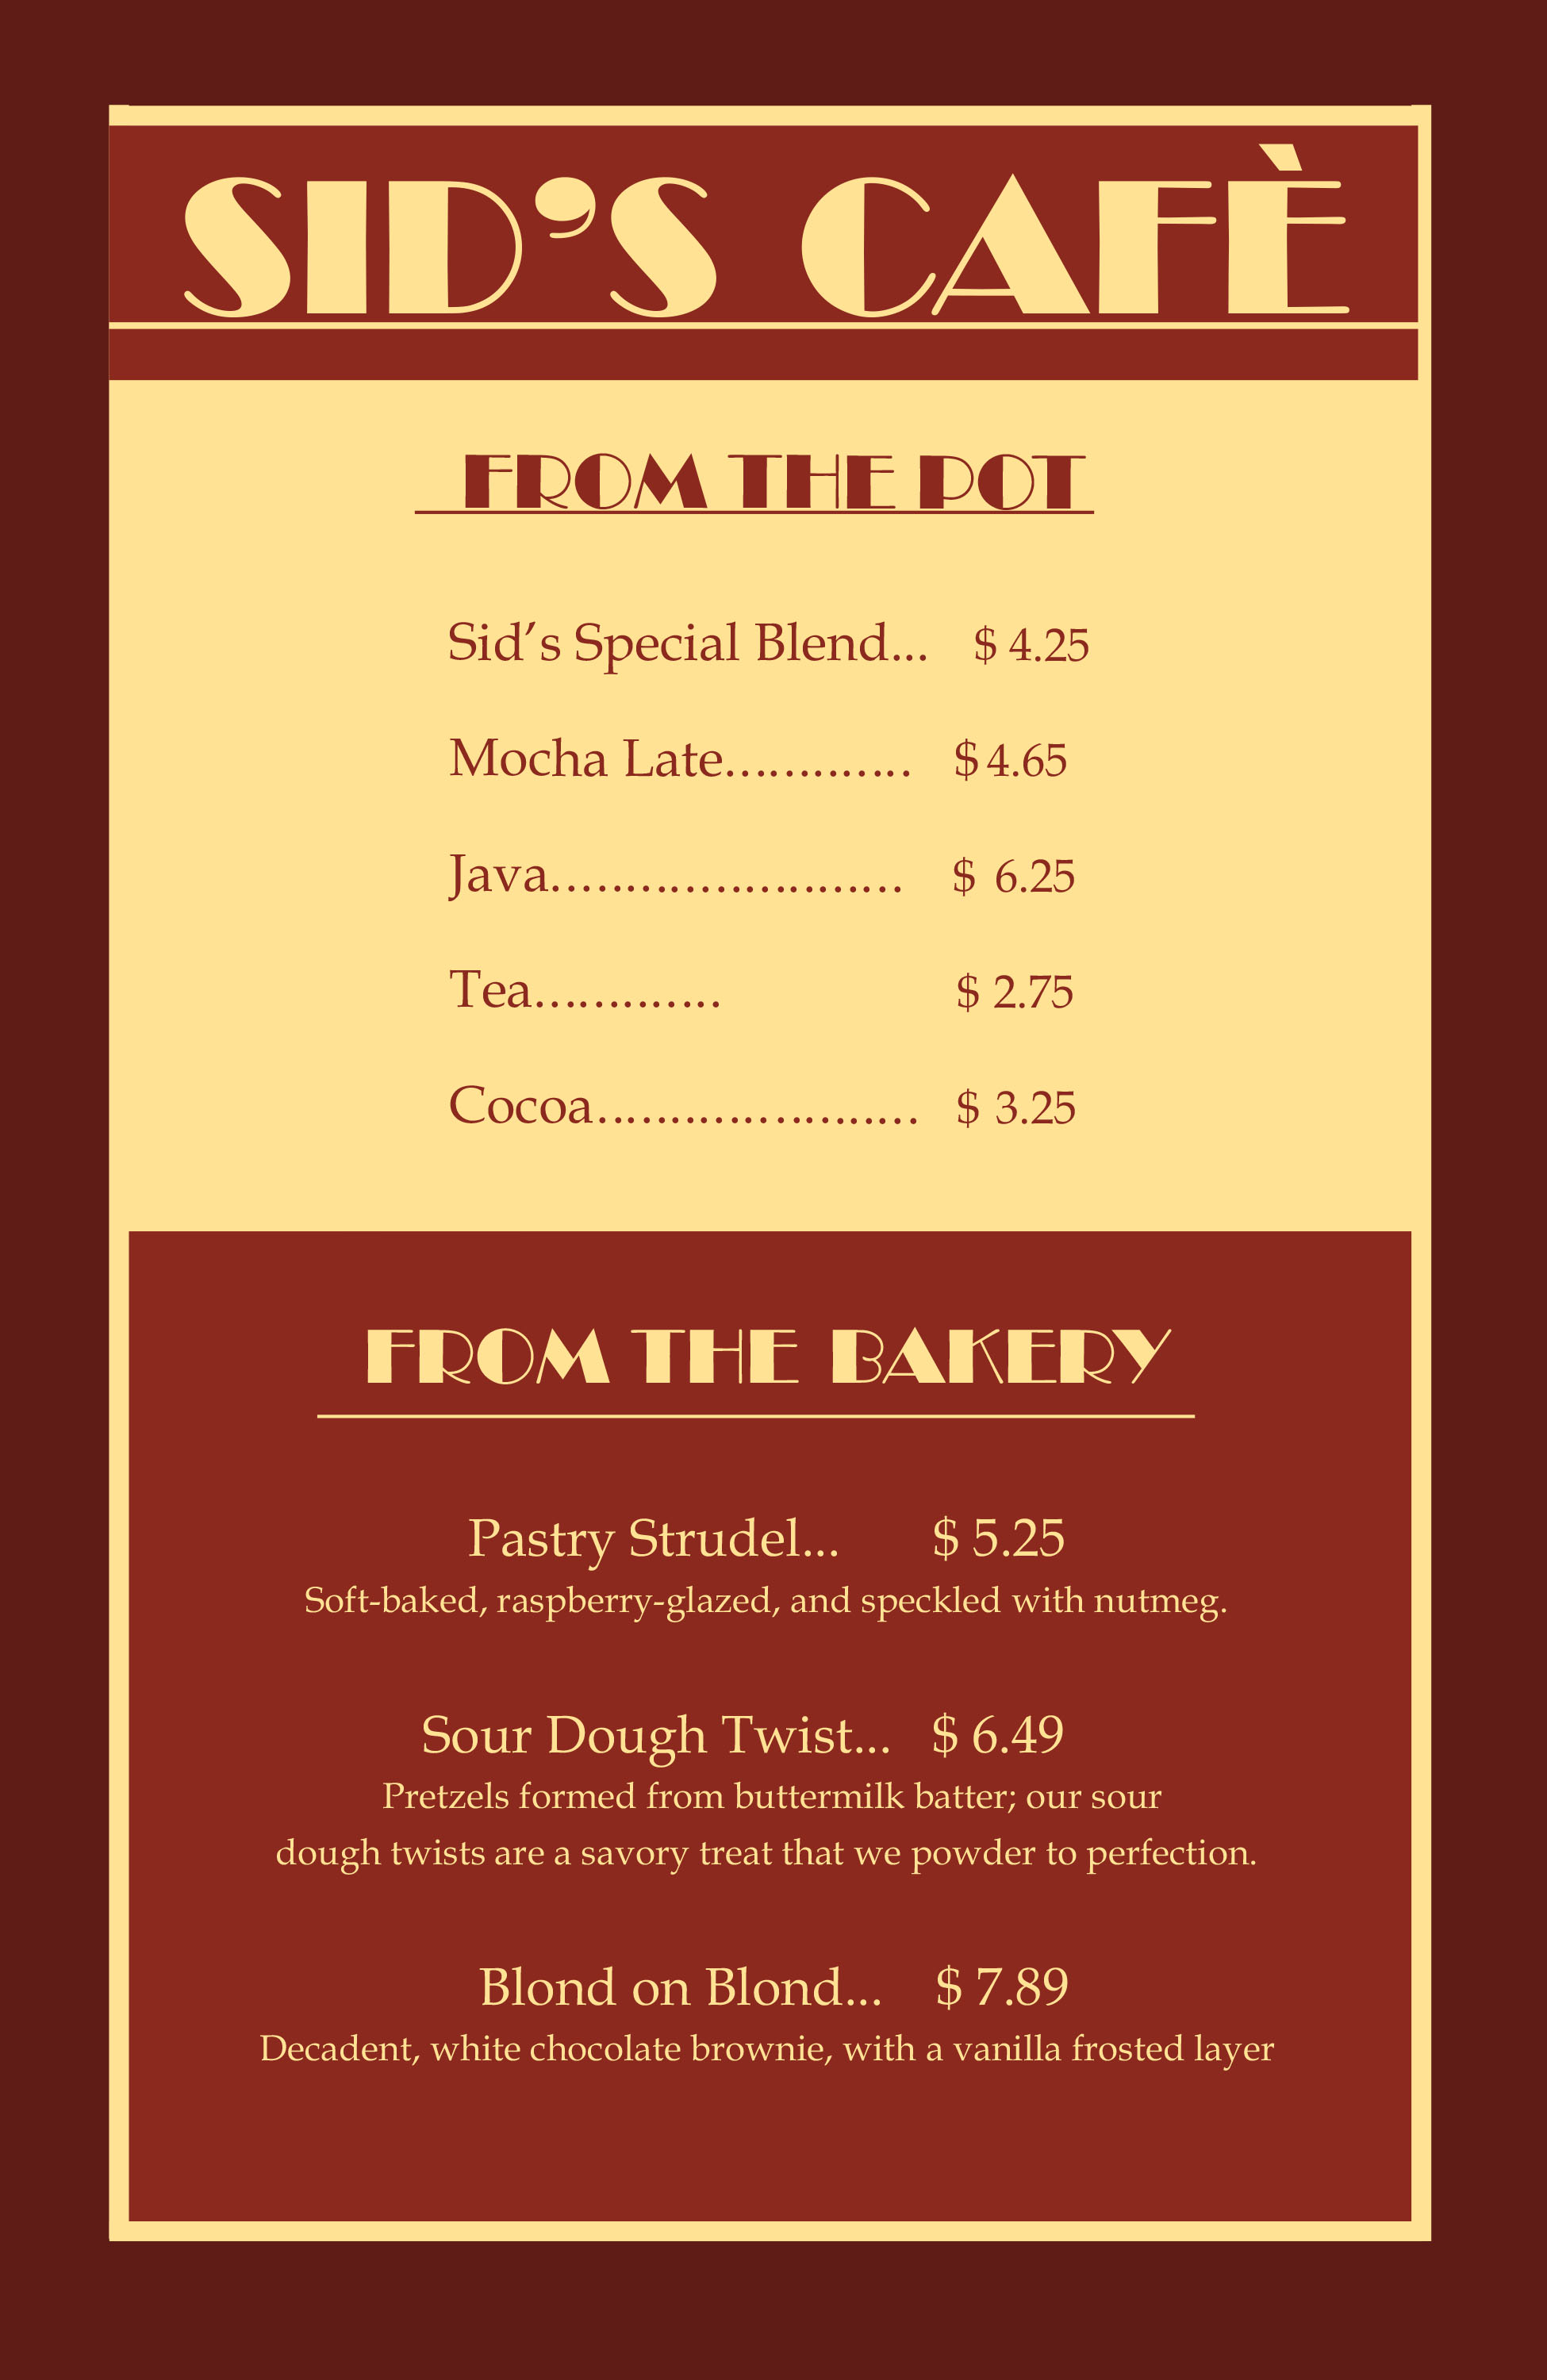 SID’S CAFÈ
FROM THE POT
Sid’s Special Blend... $ 4.25
Mocha Late............. $ 4.65
Java........................ $ 6.25
Tea............. $ 2.75
Cocoa...................... $ 3.25
FROM THE BAKERY
Pastry Strudel... $ 5.25
Soft-baked, raspberry-glazed, and speckled with nutmeg.
Sour Dough Twist... $ 6.49
Pretzels formed from buttermilk batter; our sour
dough twists are a savory treat that we powder to perfection.
Blond on Blond... $ 7.89
Decadent, white chocolate brownie, with a vanilla frosted layer